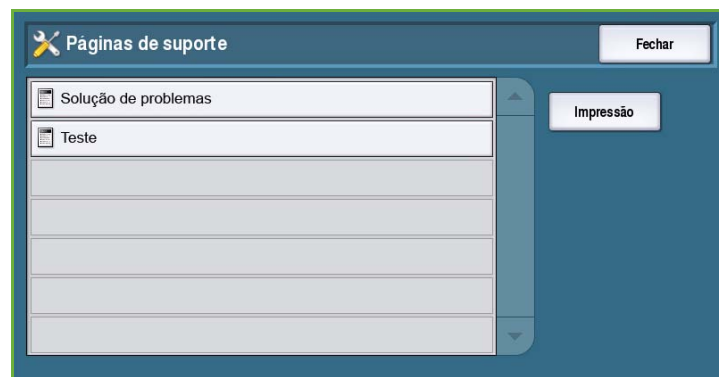 Páginas de suporte
Fechar
Solução de problemas
Impressão
Teste